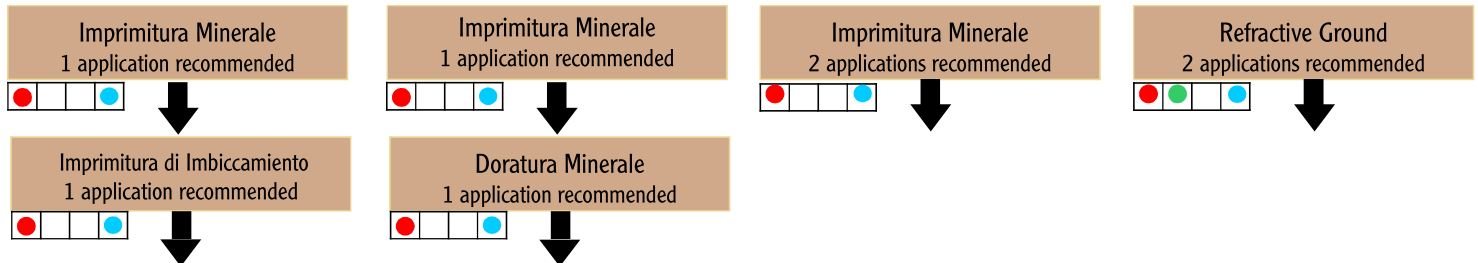 Imprimitura Minerale
1 application recommended
Imprimitura di Imbiccamiento
1 application recommended
Imprimitura Minerale
1 application recommended
Doratura Minerale
1 application recommended
Imprimitura Minerale
2 applications recommended
Refractive Ground
2 applications recommended